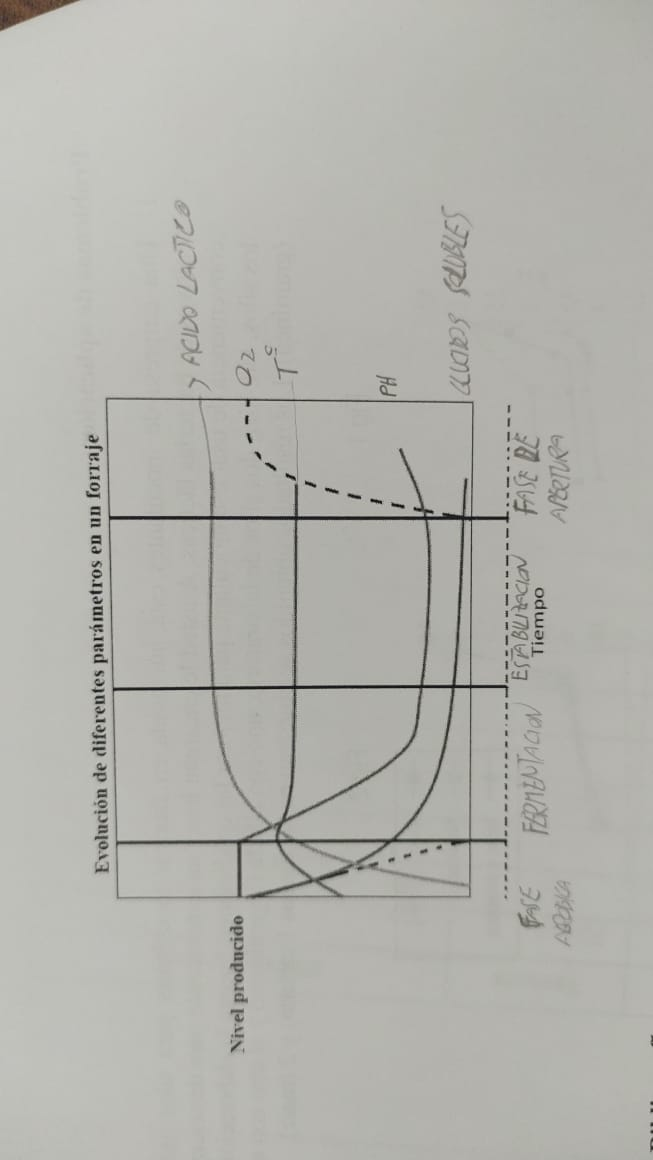 Evolución de diferentes parámetros en un forraje
Nivel producido
ACIDO LACTICO
O2
T
PH
SOLUBLES
FASE
AEROBICA
FERMENTACION
ESTABILIZACION
Tiempo
FASE DE
APERTURA